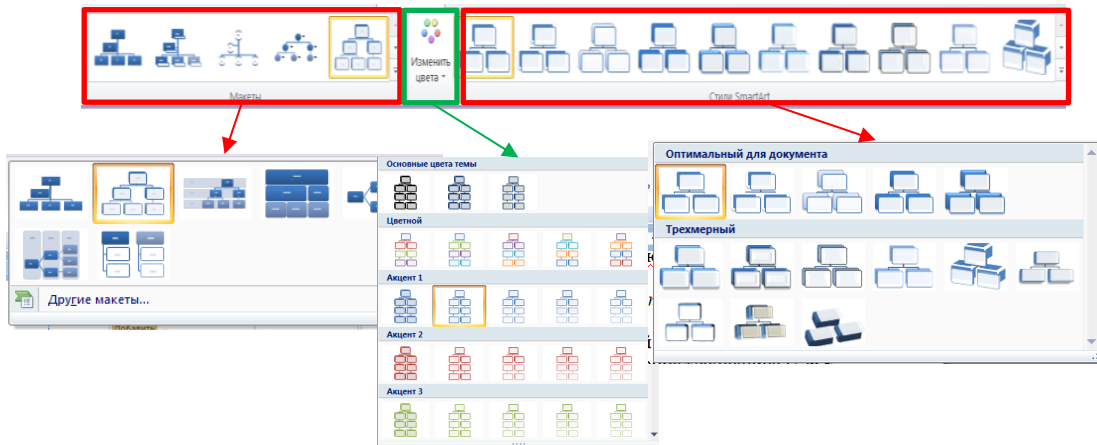 Изменить
цвета
Макеты
Стили SmartArt
Основные цвета темы
Цветной
Акцент 1
Акцент 2
Акцент 3
Другие макеты...
Добавить
Оптимальный для документа
Трехмерный